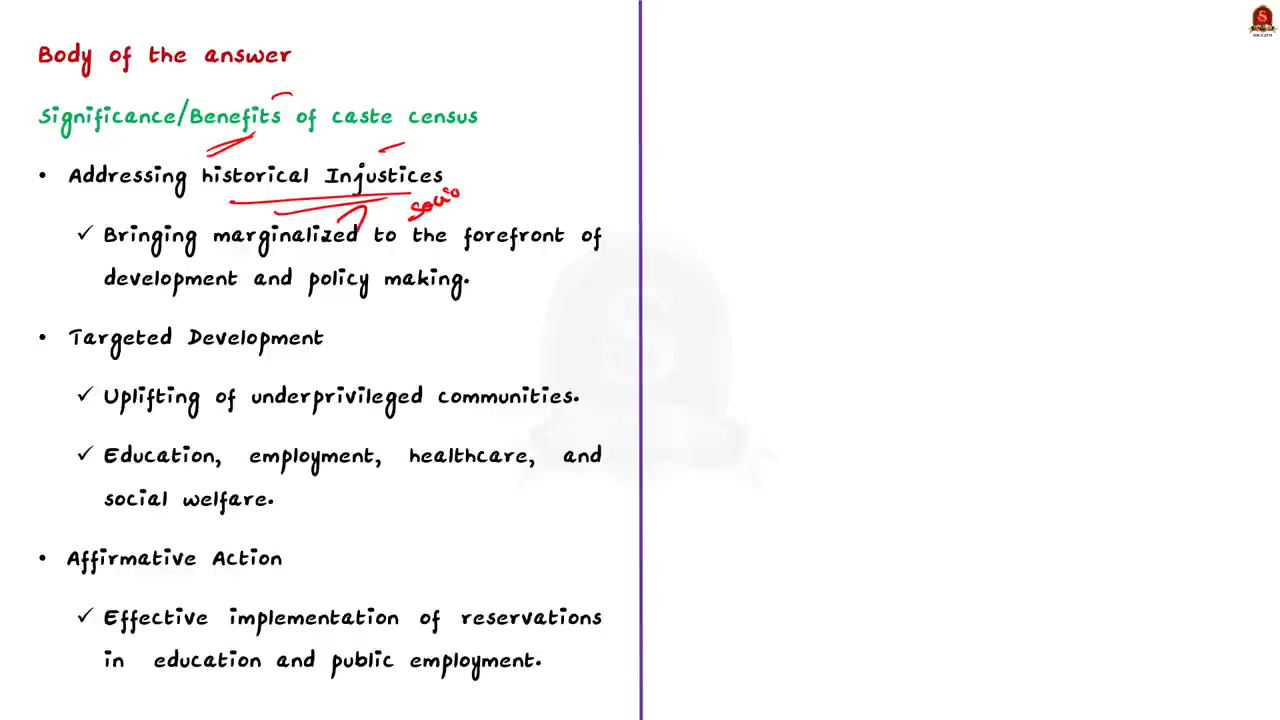 Body of the answer
Significance/Benefits of caste census
• Addressing historical Injustices
socio
✓ Bringing marginalized to the forefront of
development and policy making.
• Targeted Development
✓ Uplifting of underprivileged communities.
✓ Education, employment, healthcare, and
social welfare.
• Affirmative Action
✓ Effective implementation of reservations
in education and public employment.